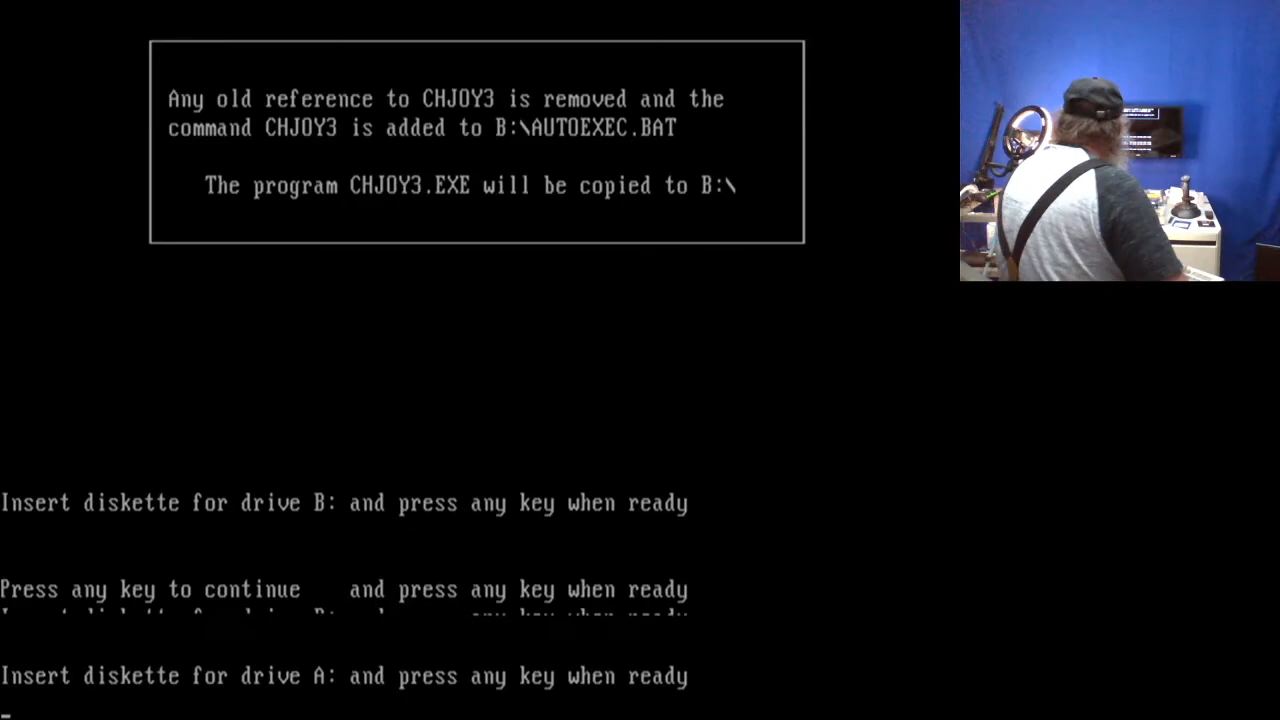 Any old reference to CHJOY3 is removed and the
command CHJOY3 is added to B:\AUTOEXEC.BAT
The program CHJOY3.EXE will be copied to B:\
Insert diskette for drive B: and press any key when ready
Press any key to continue and press any key when ready
Insert diskette for drive A: and press any key when ready